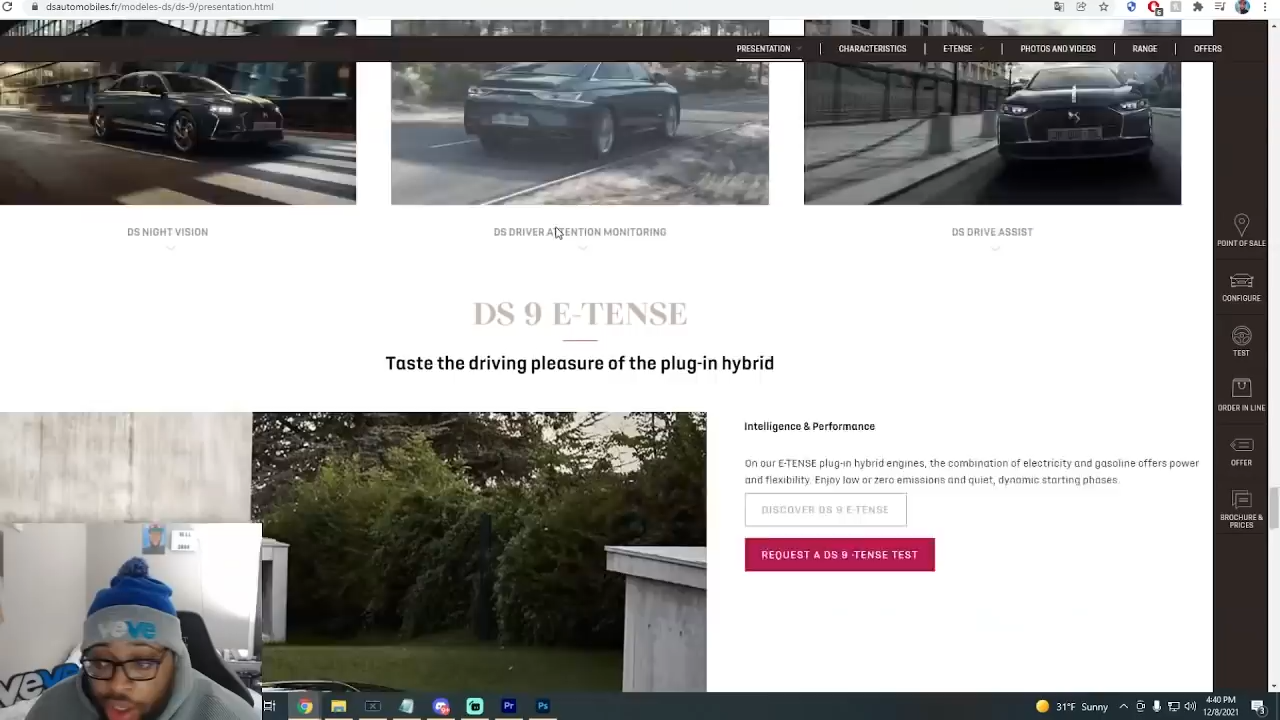 dsautomobiles.fr/modeles-ds/ds-9/presentation.html
PRESENTATION | CHARACTERISTICS | E-TENSE | PHOTOS AND VIDEOS | RANGE | OFFERS
DS NIGHT VISION
DS DRIVER ATTENTION MONITORING
DS DRIVE ASSIST
DS 9 E-TENSE
Taste the driving pleasure of the plug-in hybrid
Intelligence & Performance
On our E-TENSE plug-in hybrid engines, the combination of electricity and gasoline offers power
and flexibility. Enjoy low or zero emissions and quiet, dynamic starting phases.
DISCOVER DS 9 E-TENSE
REQUEST A DS 9 -TENSE TEST
POINT OF SALE
CONFIGURE
TEST
ORDER IN LINE
OFFER
BROCHURE &
PRICES
veve
veve
Pr
Ps
31°F Sunny
4:40 PM
12/8/2021